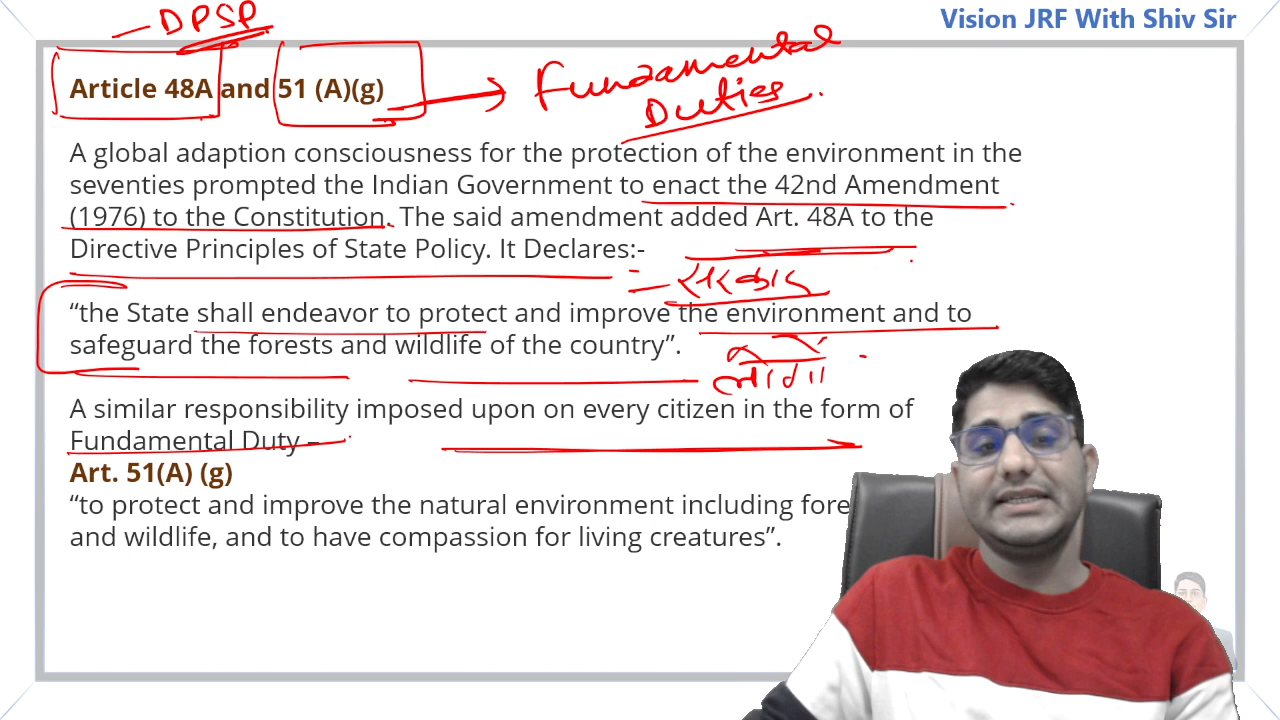 Vision JRF With Shiv Sir
– DPSP
Article 48A and 51 (A)(g)
Fundamental
Duties.
A global adaption consciousness for the protection of the environment in the
seventies prompted the Indian Government to enact the 42nd Amendment
(1976) to the Constitution. The said amendment added Art. 48A to the
Directive Principles of State Policy. It Declares:-
“the State shall endeavor to protect and improve the environment and to
safeguard the forests and wildlife of the country”.
A similar responsibility imposed upon on every citizen in the form of
Fundamental Duty –
Art. 51(A) (g)
“to protect and improve the natural environment including fore
and wildlife, and to have compassion for living creatures”.